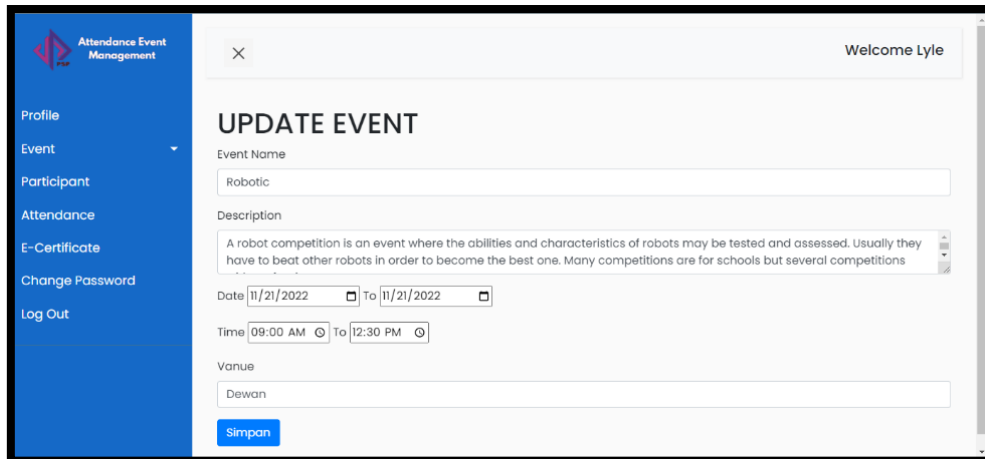 Attendance Event
Management
PSP
Welcome Lyle
Profile
Event
Participant
Attendance
E-Certificate
Change Password
Log Out
UPDATE EVENT
Event Name
Robotic
Description
A robot competition is an event where the abilities and characteristics of robots may be tested and assessed. Usually they
have to beat other robots in order to become the best one. Many competitions are for schools but several competitions
Date 11/21/2022 To 11/21/2022
Time 09:00 AM To 12:30 PM
Vanue
Dewan
Simpan